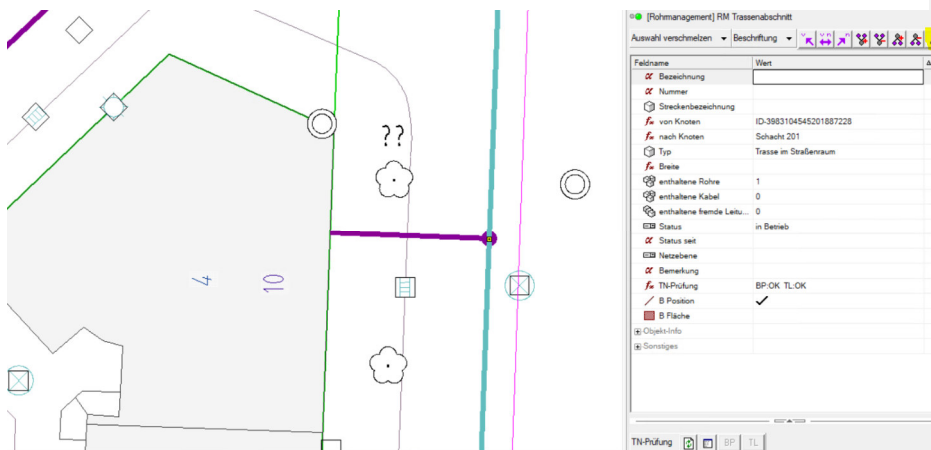 ??
4
10
[Rohrmanagement] RM Trassenabschnitt
Auswahl verschmelzen Beschriftung
Feldname Wert A
Bezeichnung
Nummer
Streckenbezeichnung
von Knoten ID-3983104545201887228
nach Knoten Schacht 201
Typ Trasse im Straßenraum
Breite
enthaltene Rohre 1
enthaltene Kabel 0
enthaltene fremde Leitu... 0
Status in Betrieb
Status seit
Netzebene
Bemerkung
TN-Prüfung BP:OK TL:OK
B Position
B Fläche
Objekt-Info
Sonstiges
TN-Prüfung BP TL